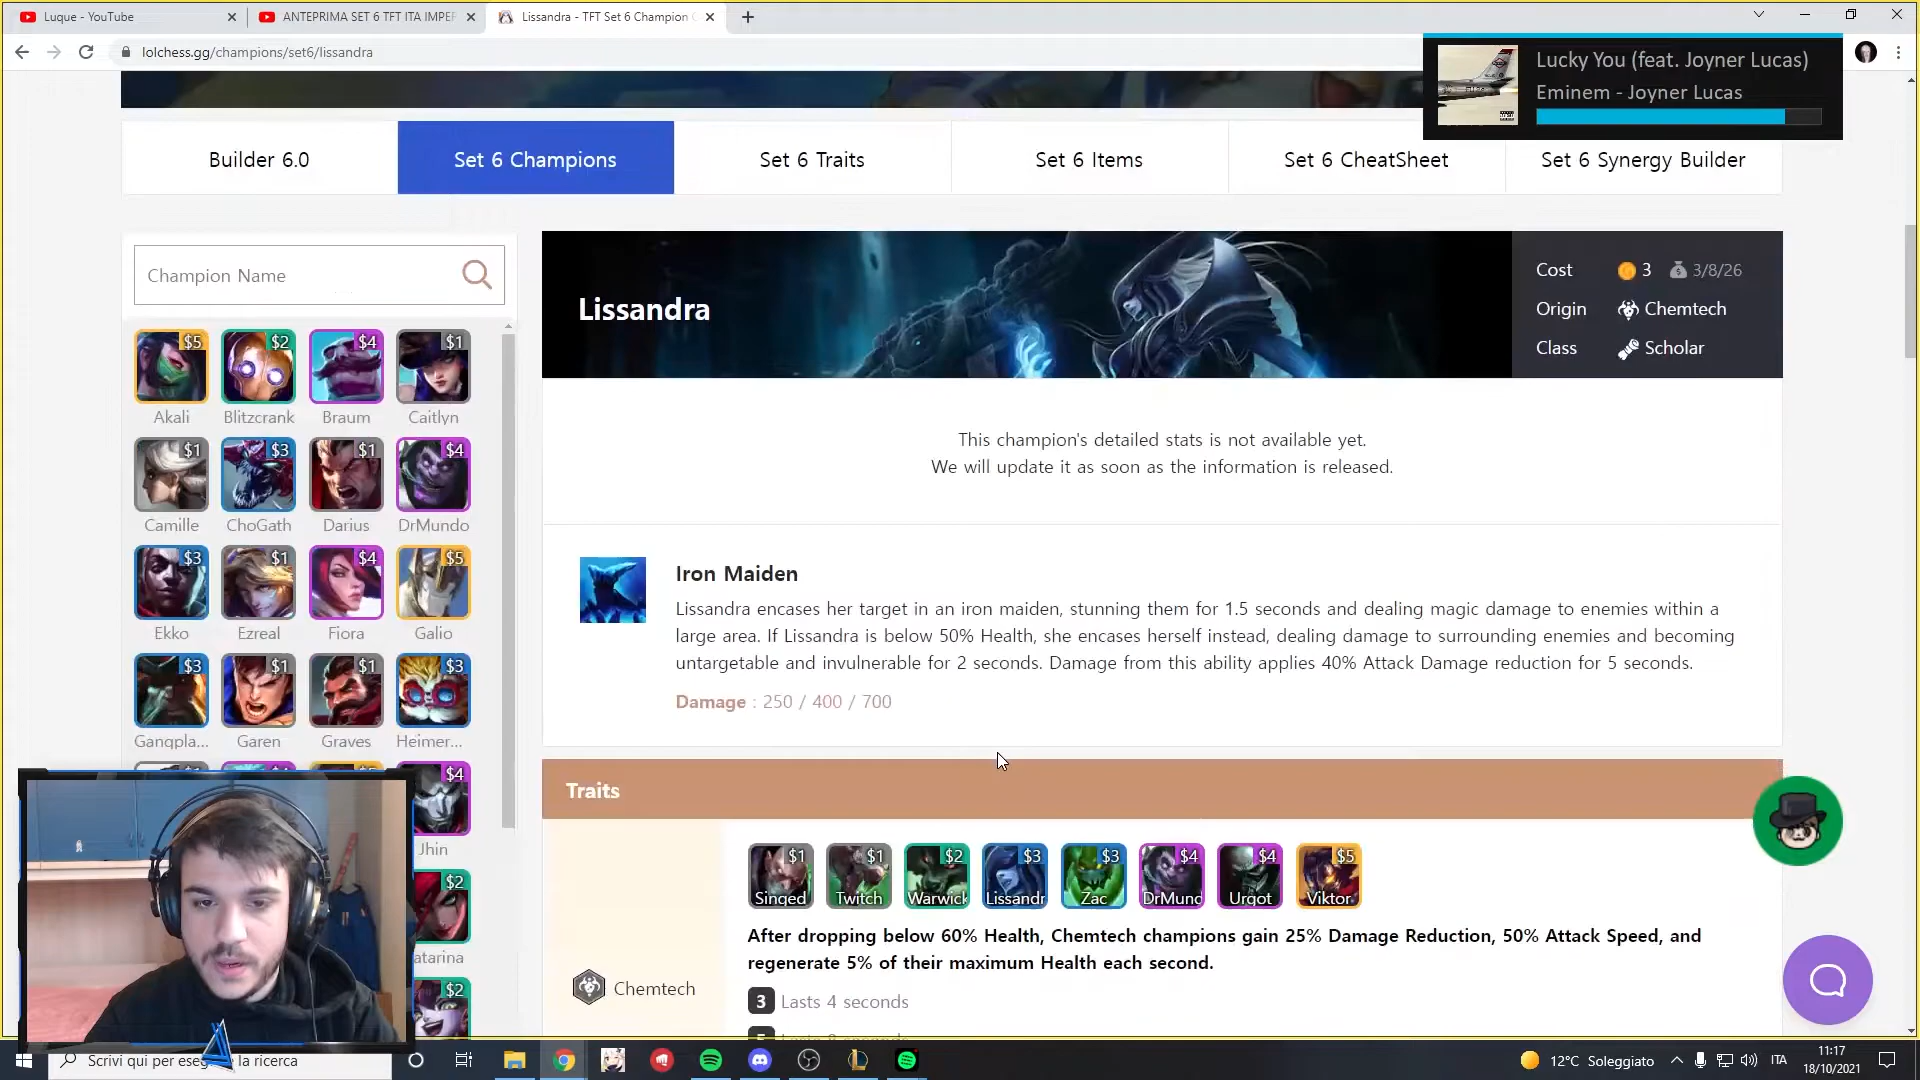 Luque - YouTube
ANTEPRIMA SET 6 TFT ITA IMPER
Lissandra - TFT Set 6 Champion
lolchess.gg/champions/set6/lissandra
Lucky You (feat. Joyner Lucas)
Eminem - Joyner Lucas
Builder 6.0
Set 6 Champions
Set 6 Traits
Set 6 Items
Set 6 CheatSheet
Set 6 Synergy Builder
Champion Name
$5 $2 $4 $1
Akali Blitzcrank Braum Caitlyn
$1 $3 $1 $4
Camille ChoGath Darius DrMundo
$3 $1 $4 $5
Ekko Ezreal Fiora Galio
$3 $1 $1 $3
Gangpla... Garen Graves Heimer...
$4
Jhin
$2
atarina
$2
Lissandra
Cost 3 3/8/26
Origin Chemtech
Class Scholar
This champion's detailed stats is not available yet.
We will update it as soon as the information is released.
Iron Maiden
Lissandra encases her target in an iron maiden, stunning them for 1.5 seconds and dealing magic damage to enemies within a
large area. If Lissandra is below 50% Health, she encases herself instead, dealing damage to surrounding enemies and becoming
untargetable and invulnerable for 2 seconds. Damage from this ability applies 40% Attack Damage reduction for 5 seconds.
Damage : 250 / 400 / 700
Traits
$1 $1 $2 $3 $3 $4 $4 $5
Singed Twitch Warwick Lissandr Zac DrMund Urgot Viktor
Chemtech
After dropping below 60% Health, Chemtech champions gain 25% Damage Reduction, 50% Attack Speed, and
regenerate 5% of their maximum Health each second.
3 Lasts 4 seconds
Scrivi qui per ese
la ricerca
12°C Soleggiato
ITA
11:17
18/10/2021